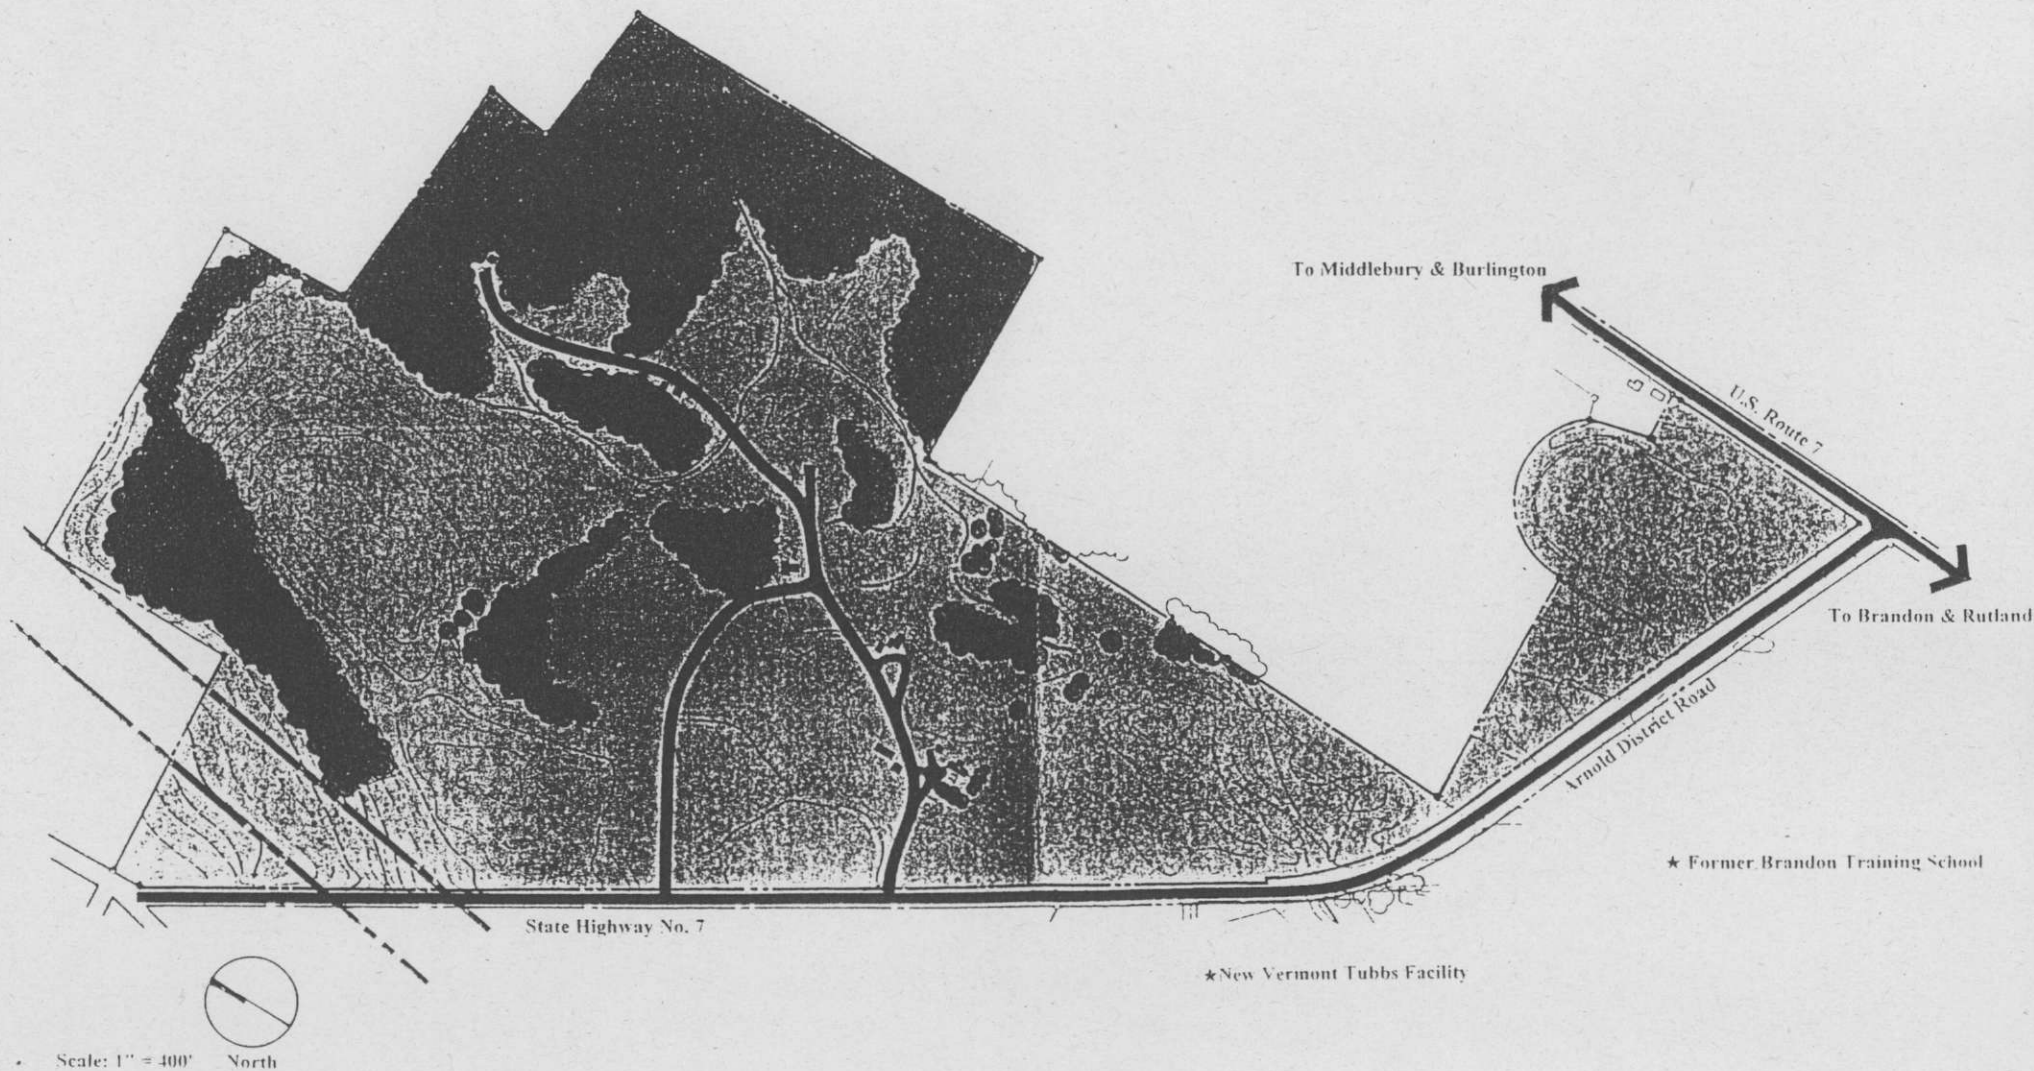 To Middlebury & Burlington
U.S. Route 7
To Brandon & Rutland
Arnold District Road
★ Former Brandon Training School
State Highway No. 7
★New Vermont Tubbs Facility
Scale: 1" = 400'
North